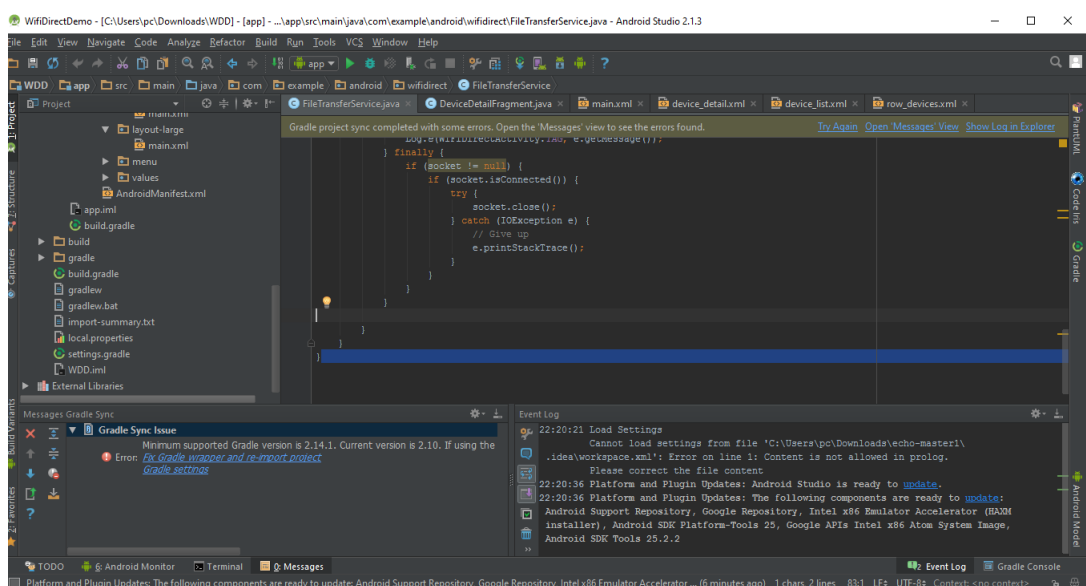 WifiDirectDemo - [C:\Users\pc\Downloads\WDD] - [app] - ...\app\src\main\java\com\example\android\wifidirect\FileTransferService.java - Android Studio 2.1.3
File Edit View Navigate Code Analyze Refactor Build Run Tools VCS Window Help
app
WDD app src main java com example android wifidirect FileTransferService
Project
FileTransferService.java DeviceDetailFragment.java main.xml device_detail.xml device_list.xml row_devices.xml
Gradle project sync completed with some errors. Open the 'Messages' view to see the errors found. Try Again Open 'Messages' View Show Log in Explorer
main.xml
layout-large
main.xml
menu
values
AndroidManifest.xml
app.iml
build.gradle
build
gradle
build.gradle
gradlew
gradlew.bat
import-summary.txt
local.properties
settings.gradle
WDD.iml
External Libraries
Log.e(WiFiDirectActivity.TAG, e.getMessage());
} finally {
if (socket != null) {
if (socket.isConnected()) {
try {
socket.close();
} catch (IOException e) {
// Give up
e.printStackTrace();
}
}
}
}
}
}
}
1: Project
7: Structure
Captures
Build Variants
2: Favorites
PlantUML
Code Iris
Gradle
Android Model
Messages Gradle Sync
Gradle Sync Issue
Minimum supported Gradle version is 2.14.1. Current version is 2.10. If using the
Error: Fix Gradle wrapper and re-import project
Gradle settings
Event Log
22:20:21 Load Settings
Cannot load settings from file 'C:\Users\pc\Downloads\echo-master1\
.idea\workspace.xml': Error on line 1: Content is not allowed in prolog.
Please correct the file content
22:20:36 Platform and Plugin Updates: Android Studio is ready to update.
22:20:36 Platform and Plugin Updates: The following components are ready to update:
Android Support Repository, Google Repository, Intel x86 Emulator Accelerator (HAXM
installer), Android SDK Platform-Tools 25, Google APIs Intel x86 Atom System Image,
Android SDK Tools 25.2.2
TODO 6: Android Monitor Terminal 0: Messages 2 Event Log Gradle Console
Platform and Plugin Updates: The following components are ready to update: Android Support Repository, Google Repository, Intel x86 Emulator Accelerator ... (6 minutes ago) 1 chars, 2 lines 83:1 LF UTF-8 Context: <no context>